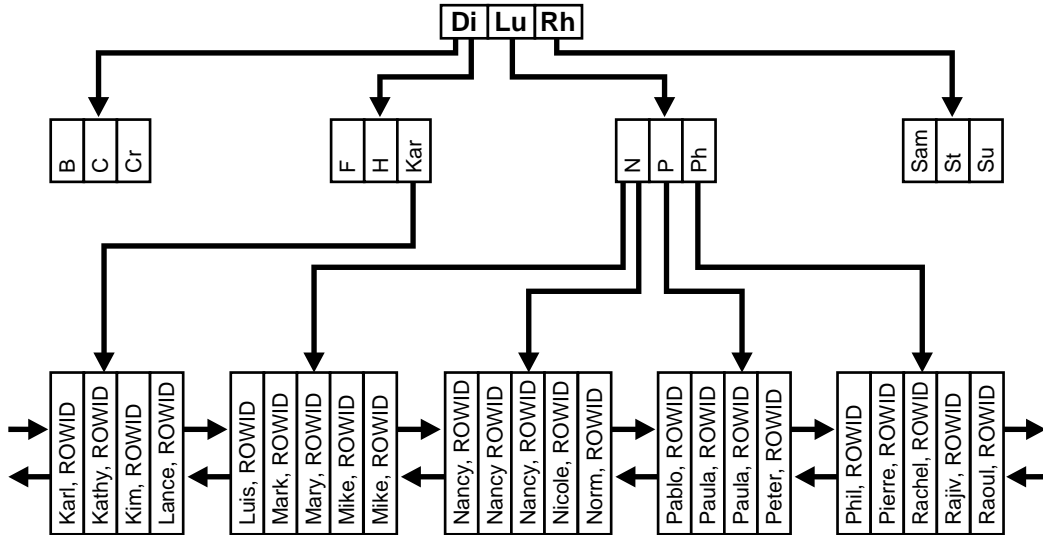 Di Lu Rh
B C Cr
F H Kar
N P Ph
Sam St Su
Karl, ROWID
Kathy, ROWID
Kim, ROWID
Lance, ROWID
Luis, ROWID
Mark, ROWID
Mary, ROWID
Mike, ROWID
Mike, ROWID
Nancy, ROWID
Nancy ROWID
Nancy, ROWID
Nicole, ROWID
Norm, ROWID
Pablo, ROWID
Paula, ROWID
Paula, ROWID
Peter, ROWID
Phil, ROWID
Pierre, ROWID
Rachel, ROWID
Rajiv, ROWID
Raoul, ROWID